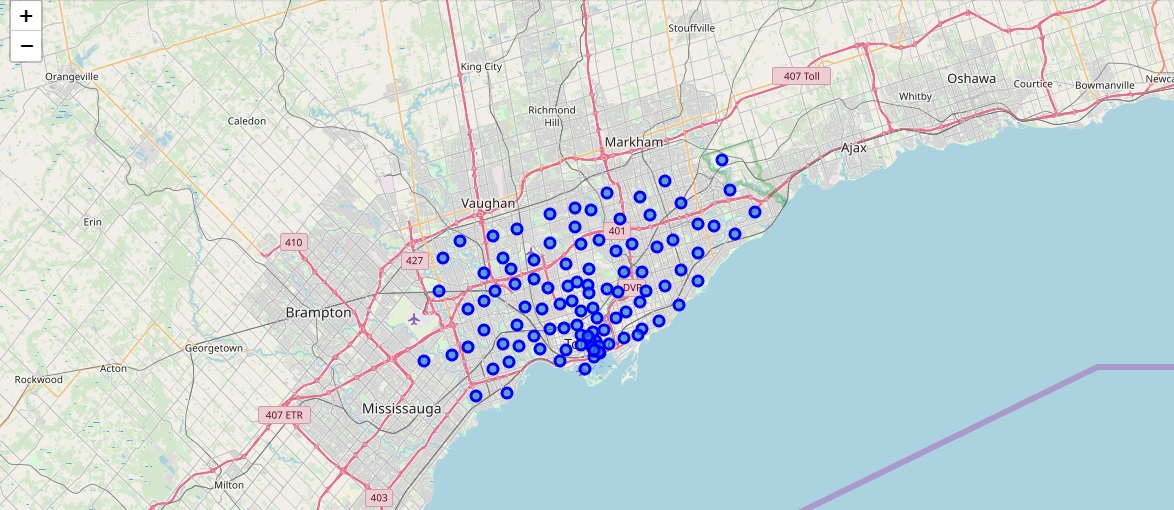 +
−
Stouffville
King City
Orangeville
407 Toll
Oshawa
Courtice
Bowmanville
Newca
Whitby
Richmond
Hill
Caledon
Markham
Ajax
Vaughan
Erin
401
410
427
DVP
Brampton
To
Georgetown
Acton
Rockwood
Mississauga
407 ETR
Milton
403